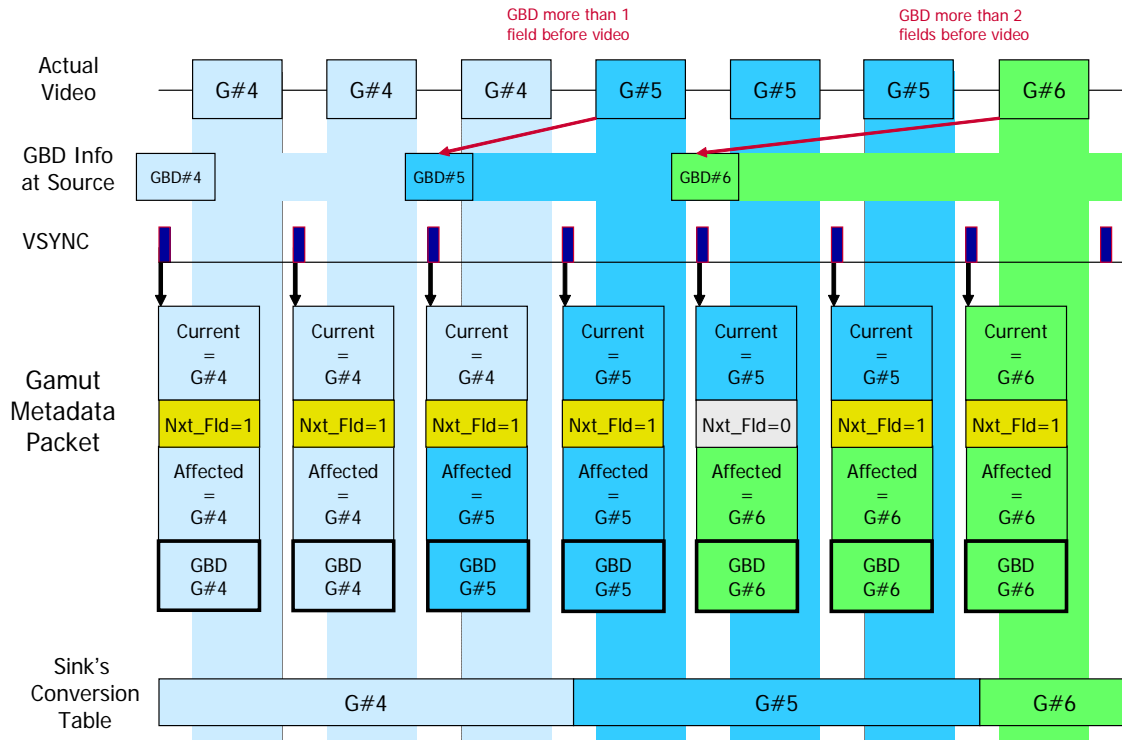 GBD more than 1
field before video
GBD more than 2
fields before video
Actual
Video
G#4
G#4
G#4
G#5
G#5
G#5
G#6
GBD Info
at Source
GBD#4
GBD#5
GBD#6
VSYNC
Gamut
Metadata
Packet
Current
=
G#4
Current
=
G#4
Current
=
G#4
Current
=
G#5
Current
=
G#5
Current
=
G#5
Current
=
G#6
Nxt_Fld=1
Nxt_Fld=1
Nxt_Fld=1
Nxt_Fld=1
Nxt_Fld=0
Nxt_Fld=1
Nxt_Fld=1
Affected
=
G#4
Affected
=
G#4
Affected
=
G#5
Affected
=
G#5
Affected
=
G#6
Affected
=
G#6
Affected
=
G#6
GBD
G#4
GBD
G#4
GBD
G#5
GBD
G#5
GBD
G#6
GBD
G#6
GBD
G#6
Sink's
Conversion
Table
G#4
G#5
G#6